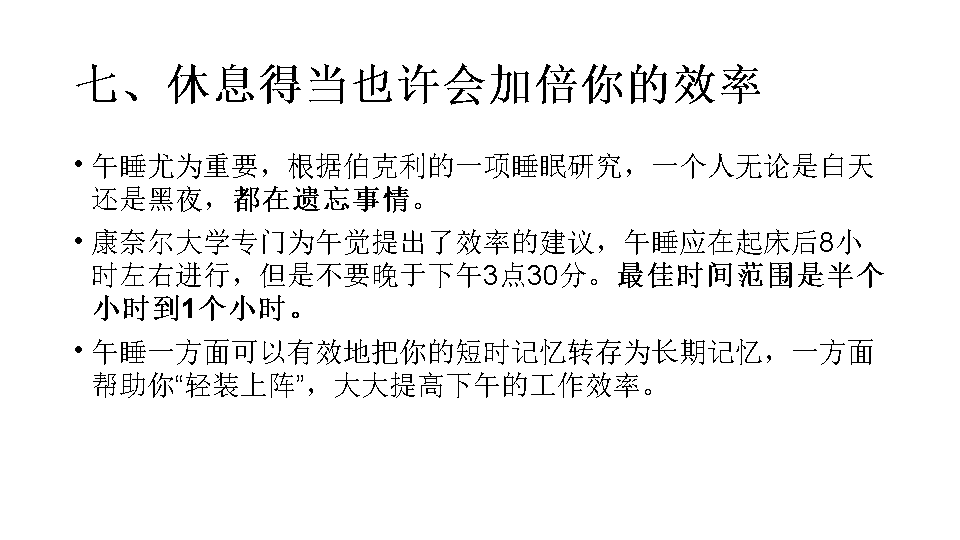 七、休息得当也许会加倍你的效率
• 午睡尤为重要，根据伯克利的一项睡眠研究，一个人无论是白天
还是黑夜，都在遗忘事情。
• 康奈尔大学专门为午觉提出了效率的建议，午睡应在起床后8小
时左右进行，但是不要晚于下午3点30分。最佳时间范围是半个
小时到1个小时。
• 午睡一方面可以有效地把你的短时记忆转存为长期记忆，一方面
帮助你“轻装上阵”，大大提高下午的工作效率。